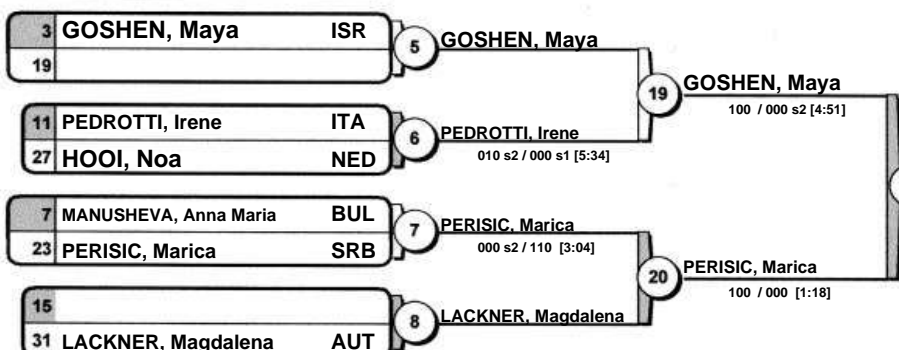 3 GOSHEN, Maya ISR
19
5
GOSHEN, Maya
11 PEDROTTI, Irene ITA
27 HOOI, Noa NED
6
PEDROTTI, Irene
010 s2 / 000 s1 [5:34]
19
GOSHEN, Maya
100 / 000 s2 [4:51]
7 MANUSHEVA, Anna Maria BUL
23 PERISIC, Marica SRB
7
PERISIC, Marica
000 s2 / 110 [3:04]
15
31 LACKNER, Magdalena AUT
8
LACKNER, Magdalena
20
PERISIC, Marica
100 / 000 [1:18]